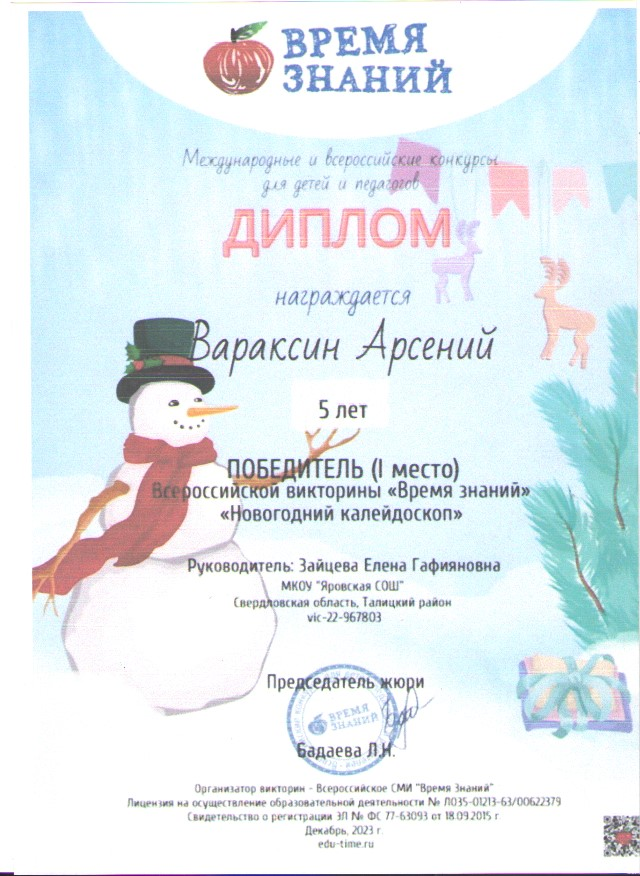 ВРЕМЯ
ЗНАНИЙ
Международные и всероссийские конкурсы
для детей и педагогов
ДИПЛОМ
награждается
Вараксин Арсений
5 лет
ПОБЕДИТЕЛЬ (I место)
Всероссийской викторины «Время знаний»
«Новогодний калейдоскоп»
Руководитель: Зайцева Елена Гафияновна
МКОУ "Яровская СОШ"
Свердловская область, Талицкий район
vic-22-967803
Председатель жюри
ВРЕМЯ
ЗНАНИЙ
Бадаева Л.Н.
Организатор викторин - Всероссийское СМИ "Время Знаний"
Лицензия на осуществление образовательной деятельности № Л035-01213-63/00622379
Свидетельство о регистрации ЭЛ № ФС 77-63093 от 18.09.2015 г.
Декабрь, 2023 г.
edu-time.ru